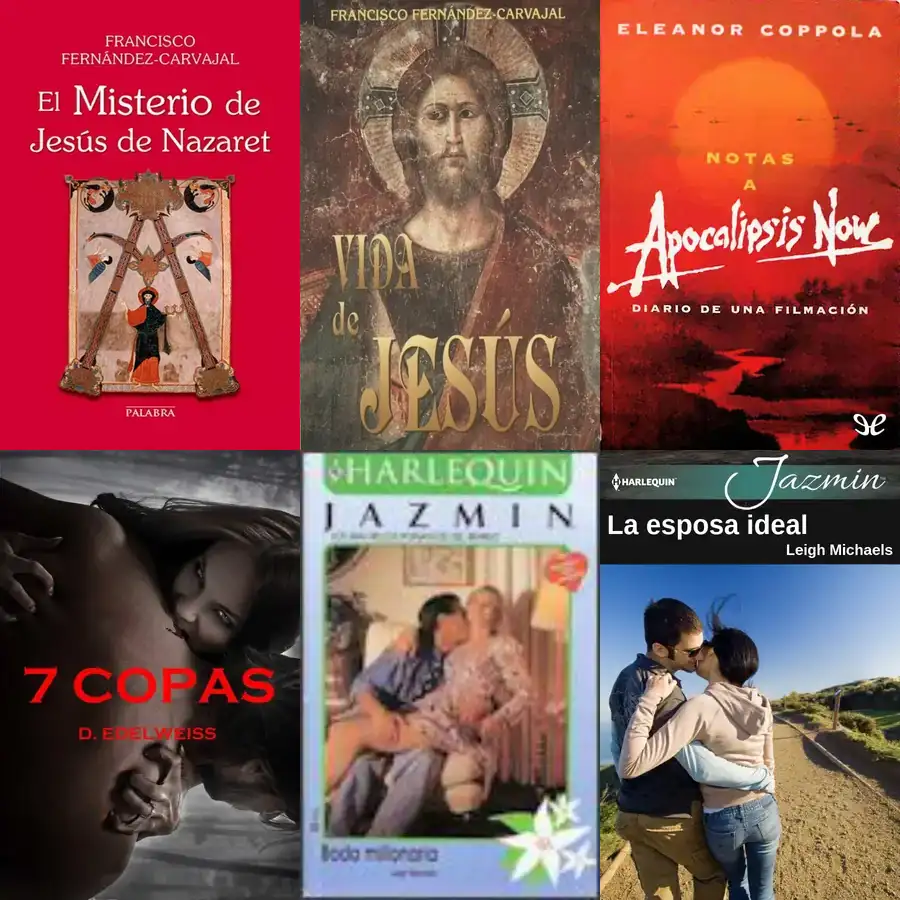 FRANCISCO
FERNÁNDEZ-CARVAJAL
El Misterio de
Jesús de Nazaret
PALABRA
FRANCISCO FERNÁNDEZ-CARVAJAL
VIDA
de
JESÚS
ELEANOR COPPOLA
NOTAS
A
Apocalipsis Now
DIARIO DE UNA FILMACIÓN
7 COPAS
D. EDELWEISS
HARLEQUIN
JAZMIN
Boda millonaria
HARLEQUIN
Jazmín
La esposa ideal
Leigh Michaels